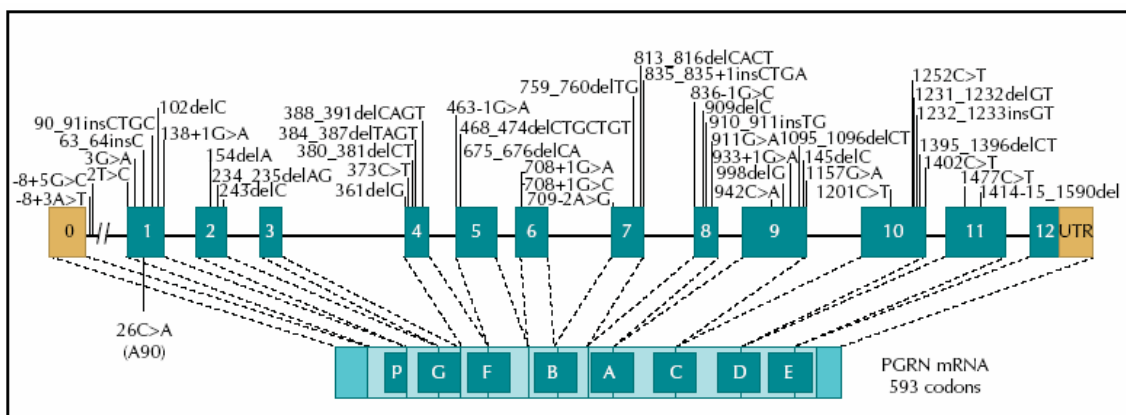 102delC
90_91insCTGC
138+1G>A
63_64insC
3G>A
2T>C
-8+5G>C
-8+3A>T
54delA
234_235delAG
243delC
388_391delCAGT
384_387delTAGT
380_381delCT
373C>T
361delG
463-1G>A
468_474delCTGCTGT
675_676delCA
708+1G>A
708+1G>C
709-2A>G
759_760delTG
813_816delCACT
835_835+1insCTGA
836-1G>C
909delC
910_911insTG
911G>A
933+1G>A
998delG
942C>A
1095_1096delCT
145delC
1157G>A
1201C>T
1252C>T
1231_1232delGT
1232_1233insGT
1395_1396delCT
1402C>T
1477C>T
1414-15_1590del
0 1 2 3 4 5 6 7 8 9 10 11 12 UTR
26C>A
(A90)
P G F B A C D E
PGRN mRNA
593 codons